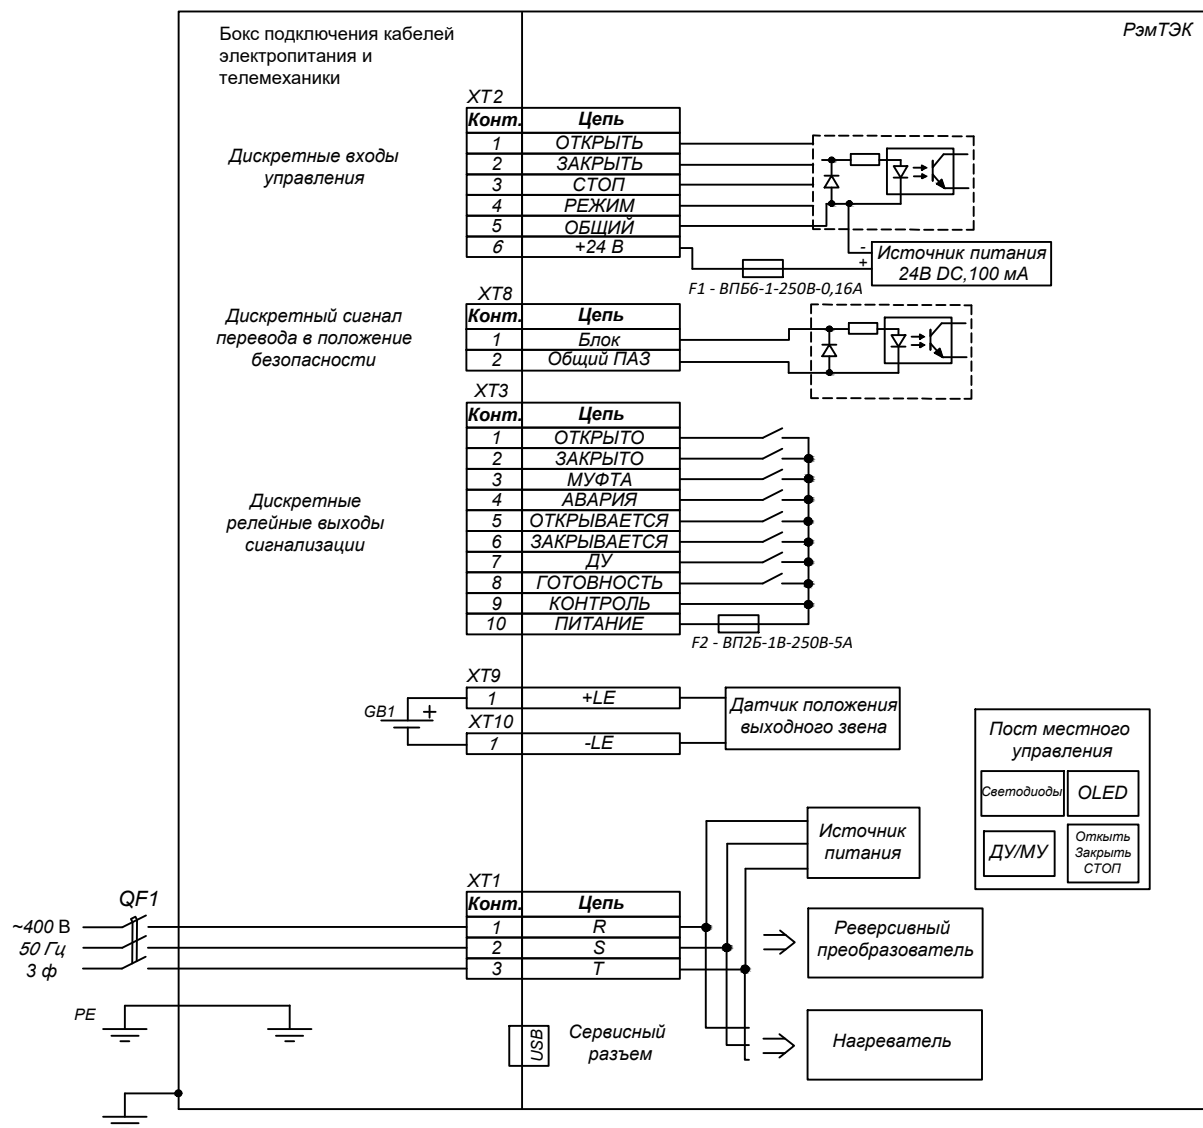 Бокс подключения кабелей
электропитания и
телемеханики
РэмТЭК
XT2
Конт. Цепь
1 ОТКРЫТЬ
2 ЗАКРЫТЬ
3 СТОП
4 РЕЖИМ
5 ОБЩИЙ
6 +24 В
Дискретные входы
управления
-
+
Источник питания
24В DC,100 мА
F1 - ВПБ6-1-250В-0,16А
XT8
Конт. Цепь
1 Блок
2 Общий ПАЗ
Дискретный сигнал
перевода в положение
безопасности
XT3
Конт. Цепь
1 ОТКРЫТО
2 ЗАКРЫТО
3 МУФТА
4 АВАРИЯ
5 ОТКРЫВАЕТСЯ
6 ЗАКРЫВАЕТСЯ
7 ДУ
8 ГОТОВНОСТЬ
9 КОНТРОЛЬ
10 ПИТАНИЕ
Дискретные
релейные выходы
сигнализации
F2 - ВП2Б-1В-250В-5А
XT9
1 +LE
GB1 +
XT10
1 -LE
Датчик положения
выходного звена
Пост местного
управления
Светодиоды
OLED
ДУ/МУ
Откыть
Закрыть
СТОП
Источник
питания
XT1
Конт. Цепь
1 R
2 S
3 T
QF1
~400 В
50 Гц
3 ф
Реверсивный
преобразователь
PE
USB
Сервисный
разъем
Нагреватель